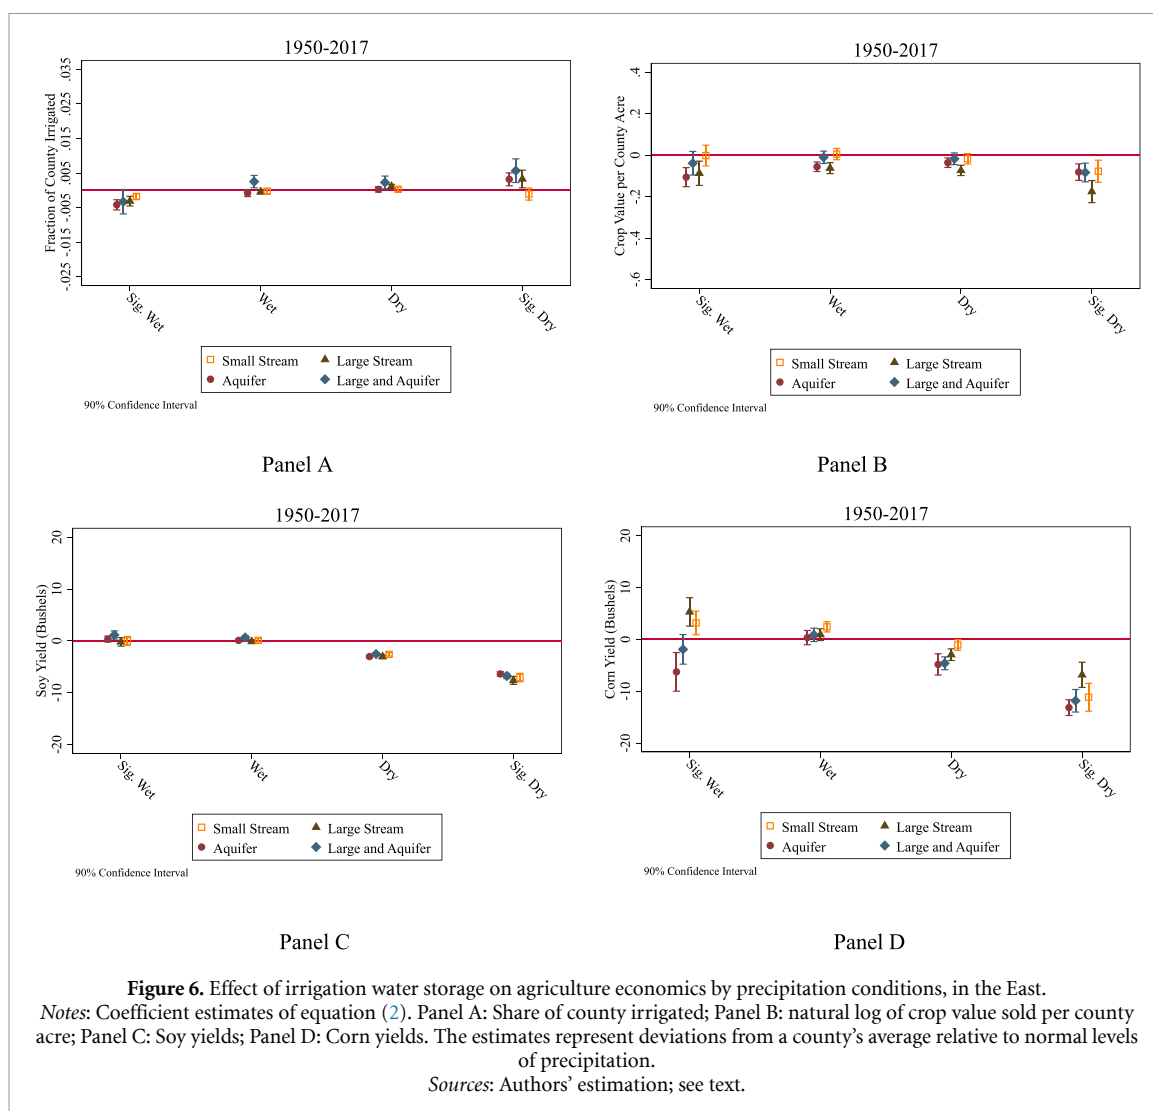 1950-2017
Fraction of County Irrigated
.035
.025
.015
.005
-.005
-.015
-.025
Sig. Wet
Wet
Dry
Sig. Dry
Small Stream
Large Stream
Aquifer
Large and Aquifer
90% Confidence Interval
Panel A
1950-2017
Crop Value per County Acre
.4
.2
0
-.2
-.4
-.6
Sig. Wet
Wet
Dry
Sig. Dry
Small Stream
Large Stream
Aquifer
Large and Aquifer
90% Confidence Interval
Panel B
1950-2017
Soy Yield (Bushels)
20
10
0
-10
-20
Sig. Wet
Wet
Dry
Sig. Dry
Small Stream
Large Stream
Aquifer
Large and Aquifer
90% Confidence Interval
Panel C
1950-2017
Corn Yield (Bushels)
20
10
0
-10
-20
Sig. Wet
Wet
Dry
Sig. Dry
Small Stream
Large Stream
Aquifer
Large and Aquifer
90% Confidence Interval
Panel D
Figure 6. Effect of irrigation water storage on agriculture economics by precipitation conditions, in the East.
Notes: Coefficient estimates of equation (2). Panel A: Share of county irrigated; Panel B: natural log of crop value sold per county
acre; Panel C: Soy yields; Panel D: Corn yields. The estimates represent deviations from a county's average relative to normal levels
of precipitation.
Sources: Authors' estimation; see text.